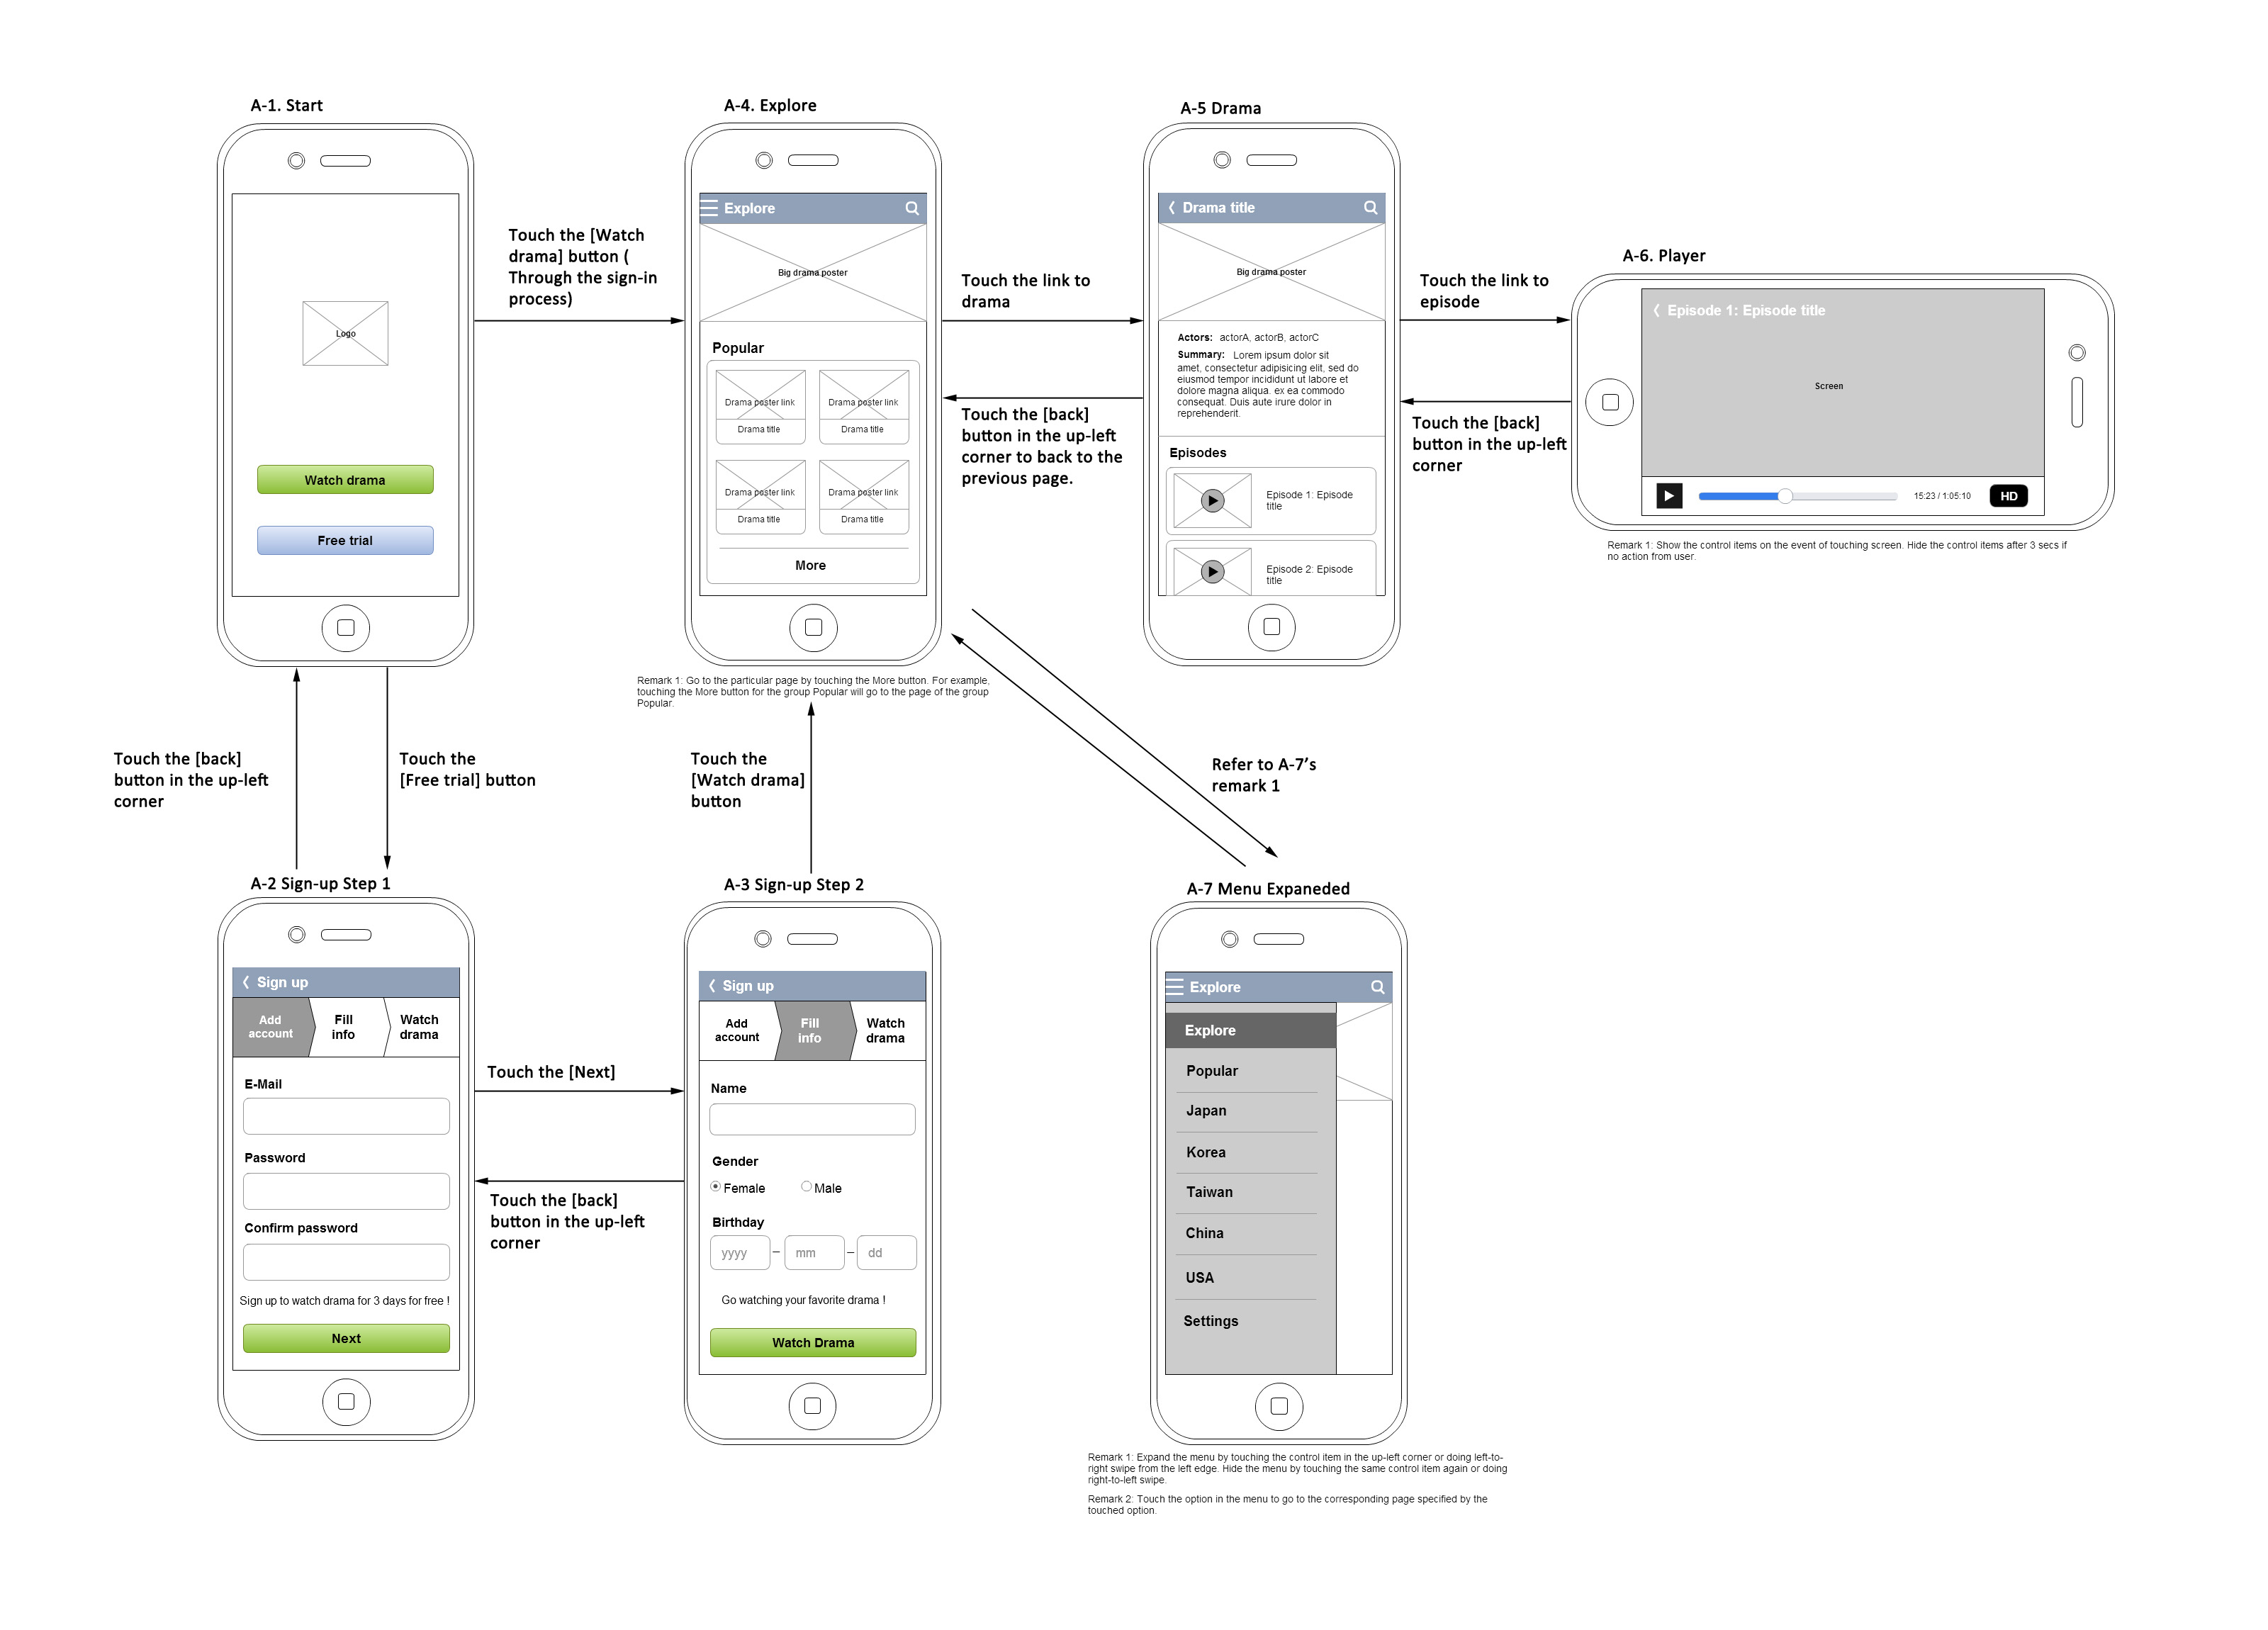 A-1. Start
Logo
Watch drama
Free trial
Touch the [Watch
drama] button (
Through the sign-in
process)
A-4. Explore
Explore
Big drama poster
Popular
Drama poster link
Drama title
Drama poster link
Drama title
Drama poster link
Drama title
Drama poster link
Drama title
More
Remark 1: Go to the particular page by touching the More button. For example,
touching the More button for the group Popular will go to the page of the group
Popular.
Touch the link to
drama
Touch the [back]
button in the up-left
corner to back to the
previous page.
A-5 Drama
Drama title
Big drama poster
Actors: actorA, actorB, actorC
Summary: Lorem ipsum dolor sit
amet, consectetur adipisicing elit, sed do
eiusmod tempor incididunt ut labore et
dolore magna aliqua. ex ea commodo
consequat. Duis aute irure dolor in
reprehenderit.
Episodes
Episode 1: Episode
title
Episode 2: Episode
title
Touch the link to
episode
Touch the [back]
button in the up-left
corner
A-6. Player
Episode 1: Episode title
Screen
15:23 / 1:05:10
HD
Remark 1: Show the control items on the event of touching screen. Hide the control items after 3 secs if
no action from user.
Touch the [back]
button in the up-left
corner
Touch the
[Free trial] button
Touch the
[Watch drama]
button
Refer to A-7’s
remark 1
A-2 Sign-up Step 1
Sign up
Add
account
Fill
info
Watch
drama
E-Mail
Password
Confirm password
Sign up to watch drama for 3 days for free !
Next
Touch the [Next]
Touch the [back]
button in the up-left
corner
A-3 Sign-up Step 2
Sign up
Add
account
Fill
info
Watch
drama
Name
Gender
Female
Male
Birthday
yyyy – mm – dd
Go watching your favorite drama !
Watch Drama
A-7 Menu Expaneded
Explore
Explore
Popular
Japan
Korea
Taiwan
China
USA
Settings
Remark 1: Expand the menu by touching the control item in the up-left corner or doing left-to-
right swipe from the left edge. Hide the menu by touching the same control item again or doing
right-to-left swipe.
Remark 2: Touch the option in the menu to go to the corresponding page specified by the
touched option.